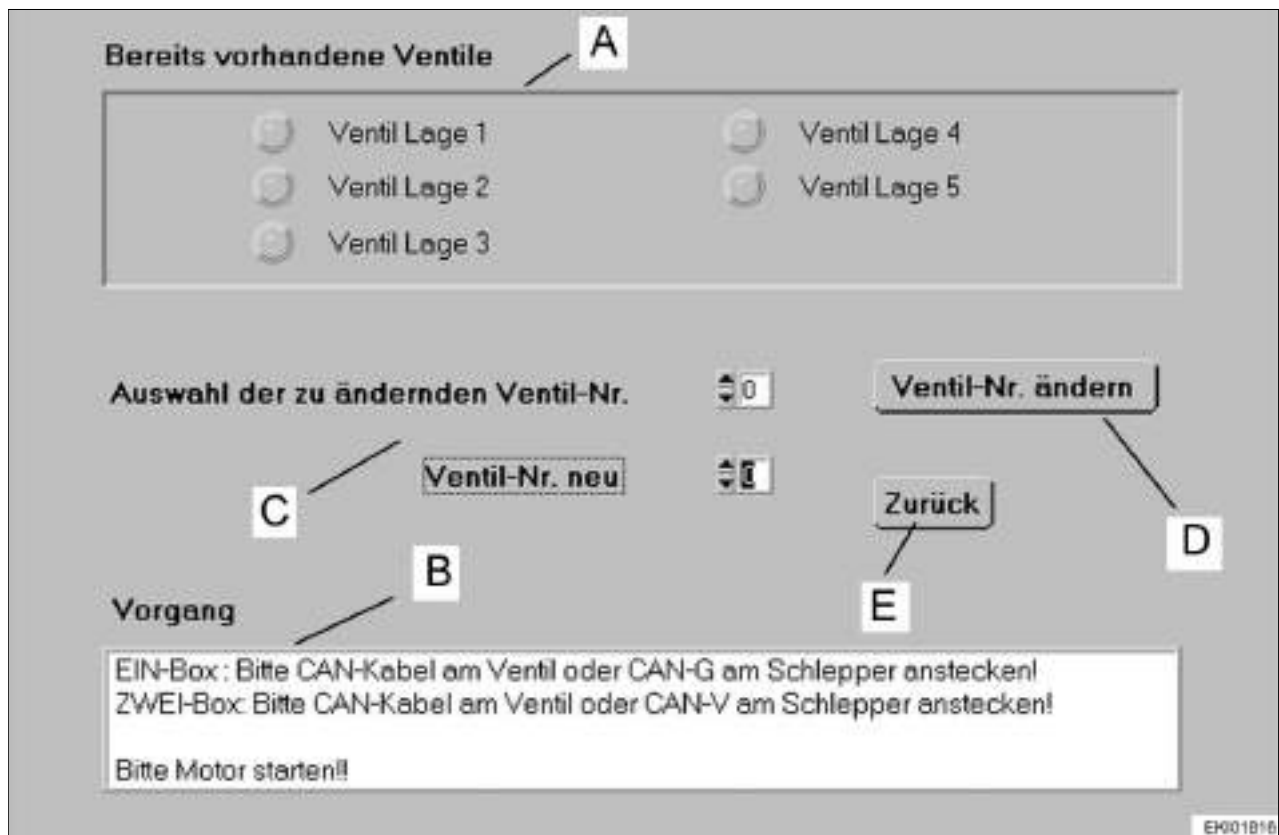 A
Bereits vorhandene Ventile
Ventil Lage 1
Ventil Lage 4
Ventil Lage 2
Ventil Lage 5
Ventil Lage 3
Auswahl der zu ändernden Ventil-Nr.
0
Ventil-Nr. ändern
Ventil-Nr. neu
C
Zurück
D
B
E
Vorgang
EIN-Box : Bitte CAN-Kabel am Ventil oder CAN-G am Schlepper anstecken!
ZWEI-Box: Bitte CAN-Kabel am Ventil oder CAN-V am Schlepper anstecken!
Bitte Motor starten!!